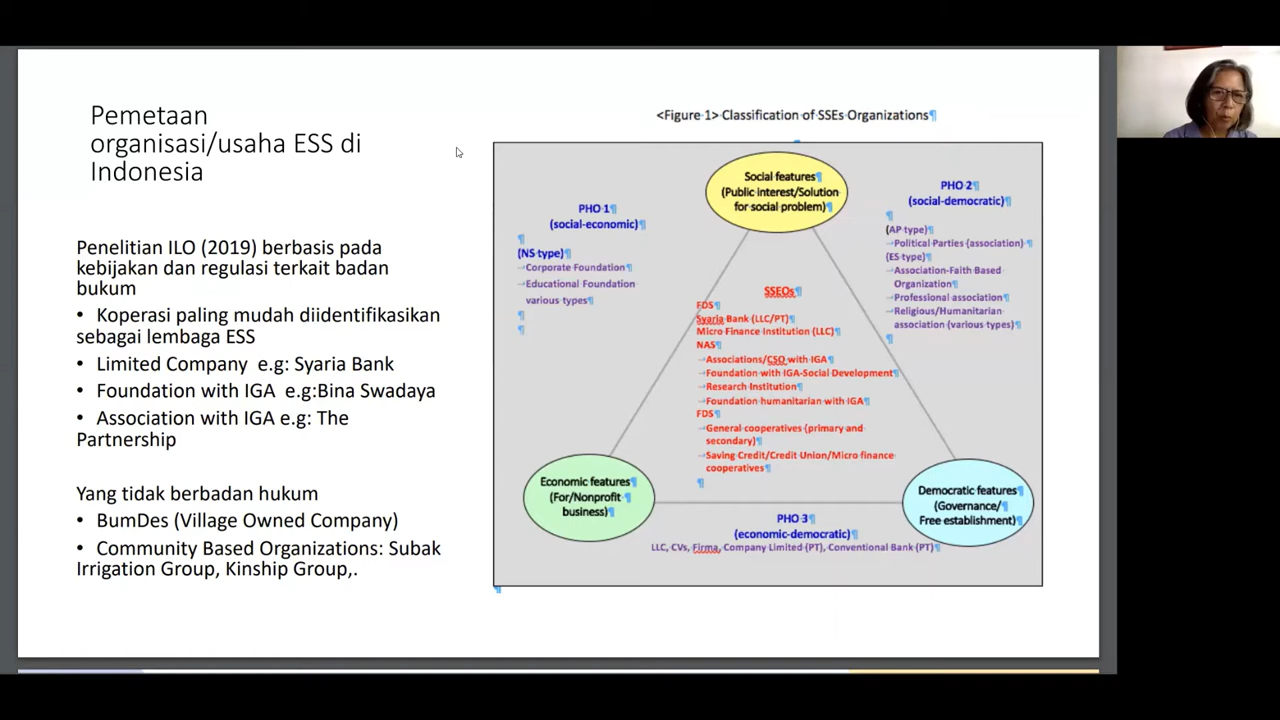 Pemetaan
organisasi/usaha ESS di
Indonesia
Penelitian ILO (2019) berbasis pada
kebijakan dan regulasi terkait badan
bukum
• Koperasi paling mudah diidentifikasikan
sebagai lembaga ESS
• Limited Company e.g: Syaria Bank
• Foundation with IGA e.g:Bina Swadaya
• Association with IGA e.g: The
Partnership
Yang tidak berbadan hukum
• BumDes (Village Owned Company)
• Community Based Organizations: Subak
Irrigation Group, Kinship Group,.
<Figure 1> Classification of SSEs Organizations¶
¶
Social features¶
(Public interest/Solution
for social problem)¶
PHO 1¶
(social-economic)¶
¶
(NS type)¶
→Corporate Foundation¶
→Educational Foundation
various types¶
¶
¶
PHO 2¶
(social-democratic)¶
¶
(AP type)¶
→Political Parties (association)¶
(ES type)¶
→Association-Faith Based
Organization¶
→Professional association¶
→Religious/Humanitarian
association (various types)¶
¶
SSEOs¶
FDS¶
Syaria Bank (LLC/PT)¶
Micro Finance Institution (LLC)¶
NAS¶
→Associations/CSO with IGA¶
→Foundation with IGA-Social Development¶
→Research Institution¶
→Foundation humanitarian with IGA¶
FDS¶
→General cooperatives (primary and
secondary)¶
→Saving Credit/Credit Union/Micro finance
cooperatives¶
¶
Economic features¶
(For/Nonprofit ¶
business)¶
Democratic features¶
(Governance/¶
Free establishment)¶
PHO 3¶
(economic-democratic)¶
LLC, CVs, Firma, Company Limited (PT), Conventional Bank (PT)¶
¶